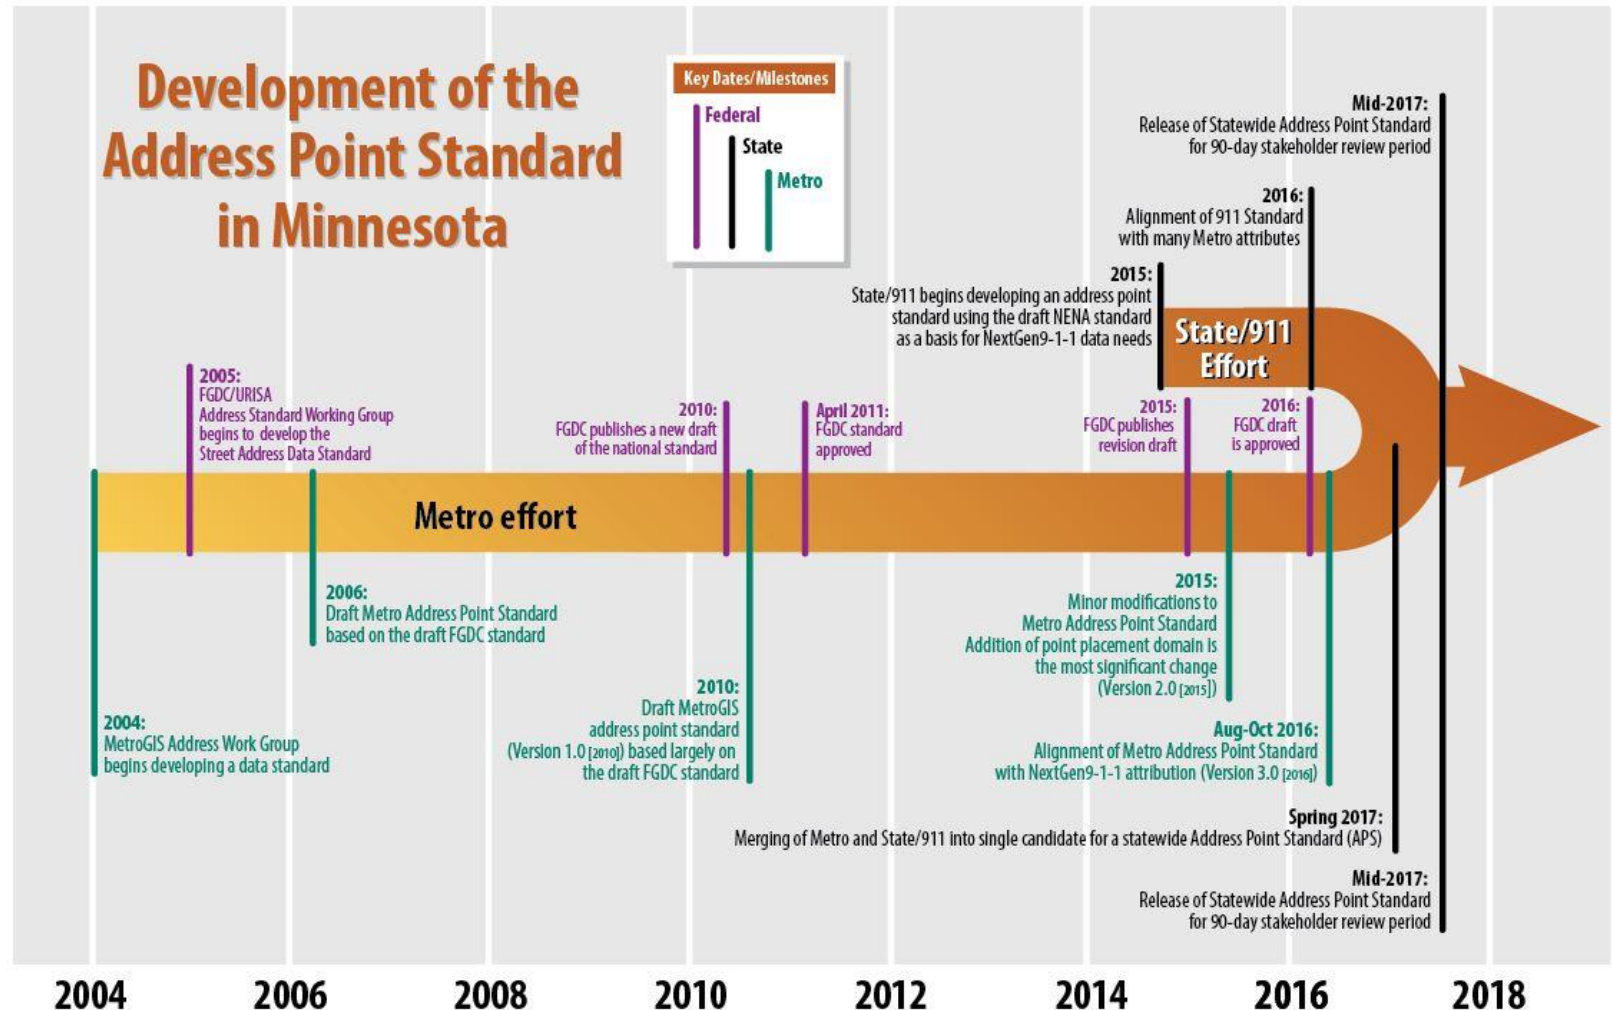 Development of the
Address Point Standard
in Minnesota
Key Dates/Milestones
Federal
State
Metro
Mid-2017:
Release of Statewide Address Point Standard
for 90-day stakeholder review period
2016:
Alignment of 911 Standard
with many Metro attributes
2015:
State/911 begins developing an address point
standard using the draft NENA standard
as a basis for NextGen9-1-1 data needs
State/911
Effort
2005:
FGDC/URISA
Address Standard Working Group
begins to develop the
Street Address Data Standard
2010:
FGDC publishes a new draft
of the national standard
April 2011:
FGDC standard
approved
2015:
FGDC publishes
revision draft
2016:
FGDC draft
is approved
Metro effort
2006:
Draft Metro Address Point Standard
based on the draft FGDC standard
2004:
MetroGIS Address Work Group
begins developing a data standard
2010:
Draft MetroGIS
address point standard
(Version 1.0 [2010]) based largely on
the draft FGDC standard
2015:
Minor modifications to
Metro Address Point Standard
Addition of point placement domain is
the most significant change
(Version 2.0 [2015])
Aug-Oct 2016:
Alignment of Metro Address Point Standard
with NextGen9-1-1 attribution (Version 3.0 [2016])
Spring 2017:
Merging of Metro and State/911 into single candidate for a statewide Address Point Standard (APS)
Mid-2017:
Release of Statewide Address Point Standard
for 90-day stakeholder review period
2004 2006 2008 2010 2012 2014 2016 2018